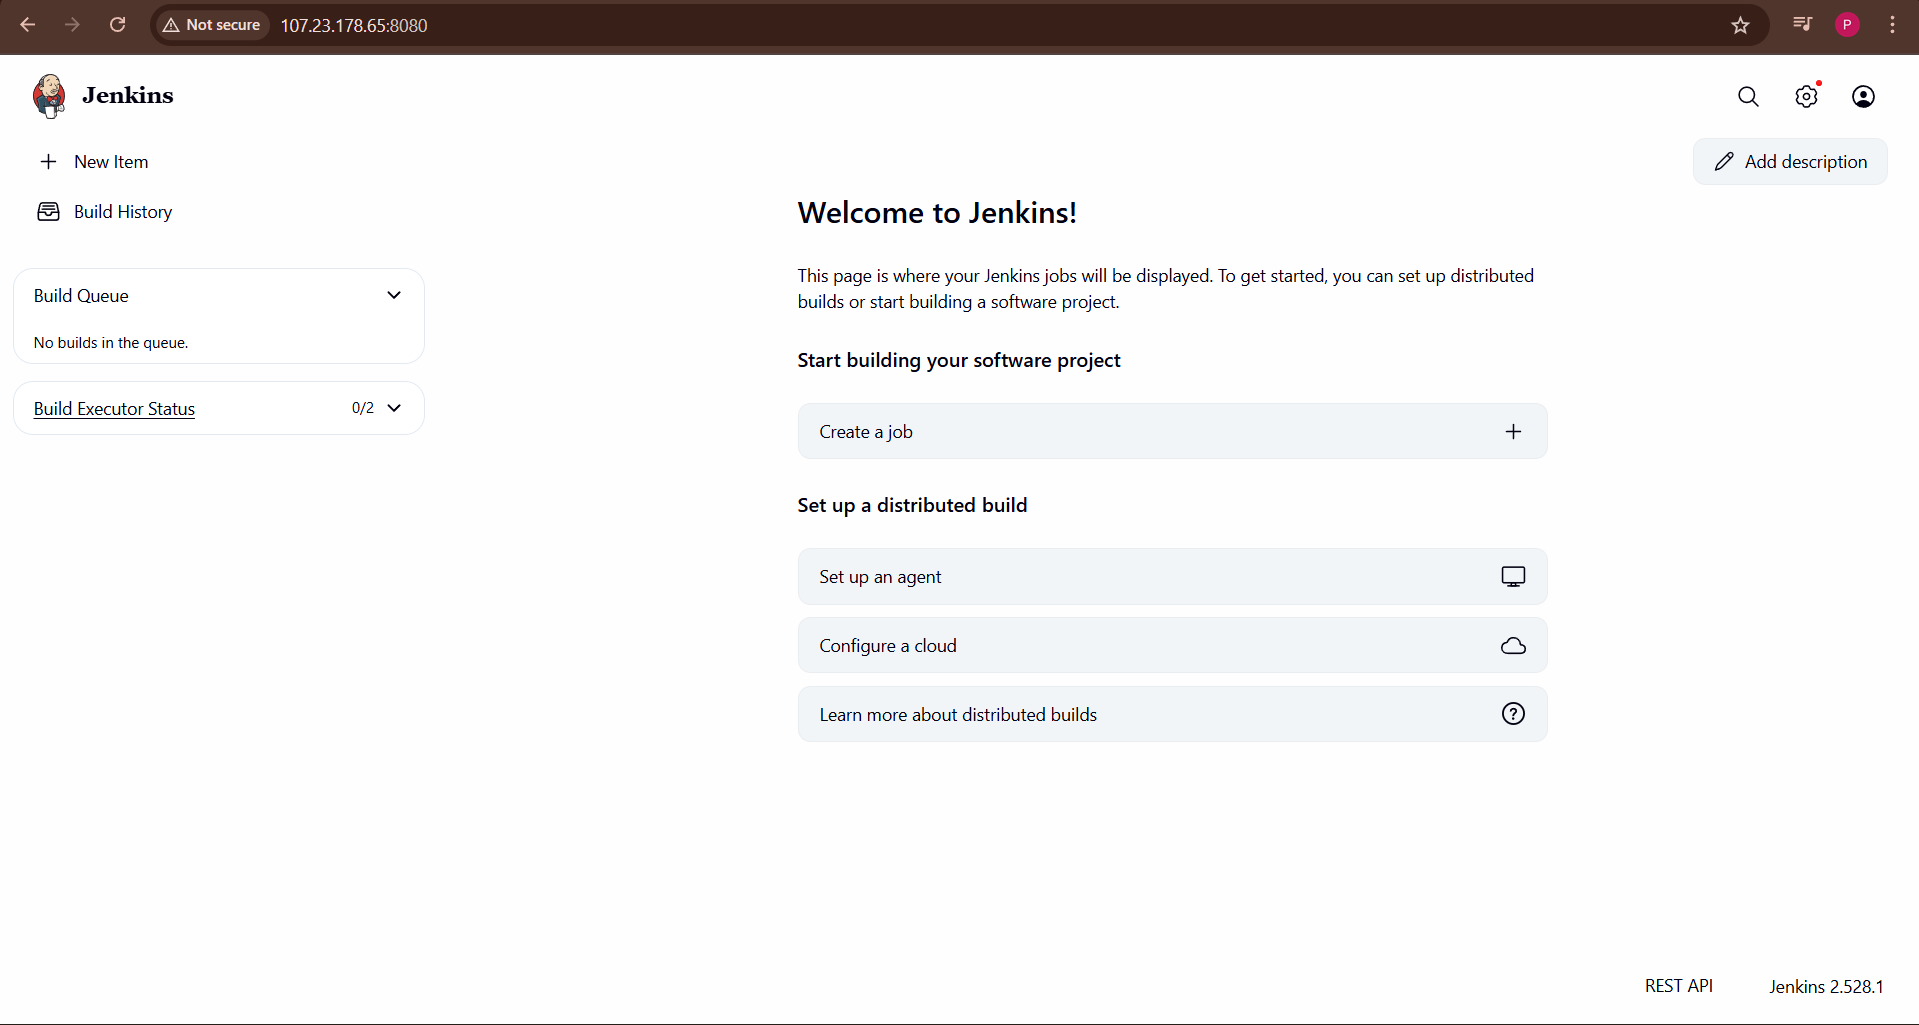 Not secure 107.23.178.65:8080
P
Jenkins
New Item
Add description
Build History
Build Queue
No builds in the queue.
Build Executor Status 0/2
Welcome to Jenkins!
This page is where your Jenkins jobs will be displayed. To get started, you can set up distributed
builds or start building a software project.
Start building your software project
Create a job
Set up a distributed build
Set up an agent
Configure a cloud
Learn more about distributed builds
REST API Jenkins 2.528.1